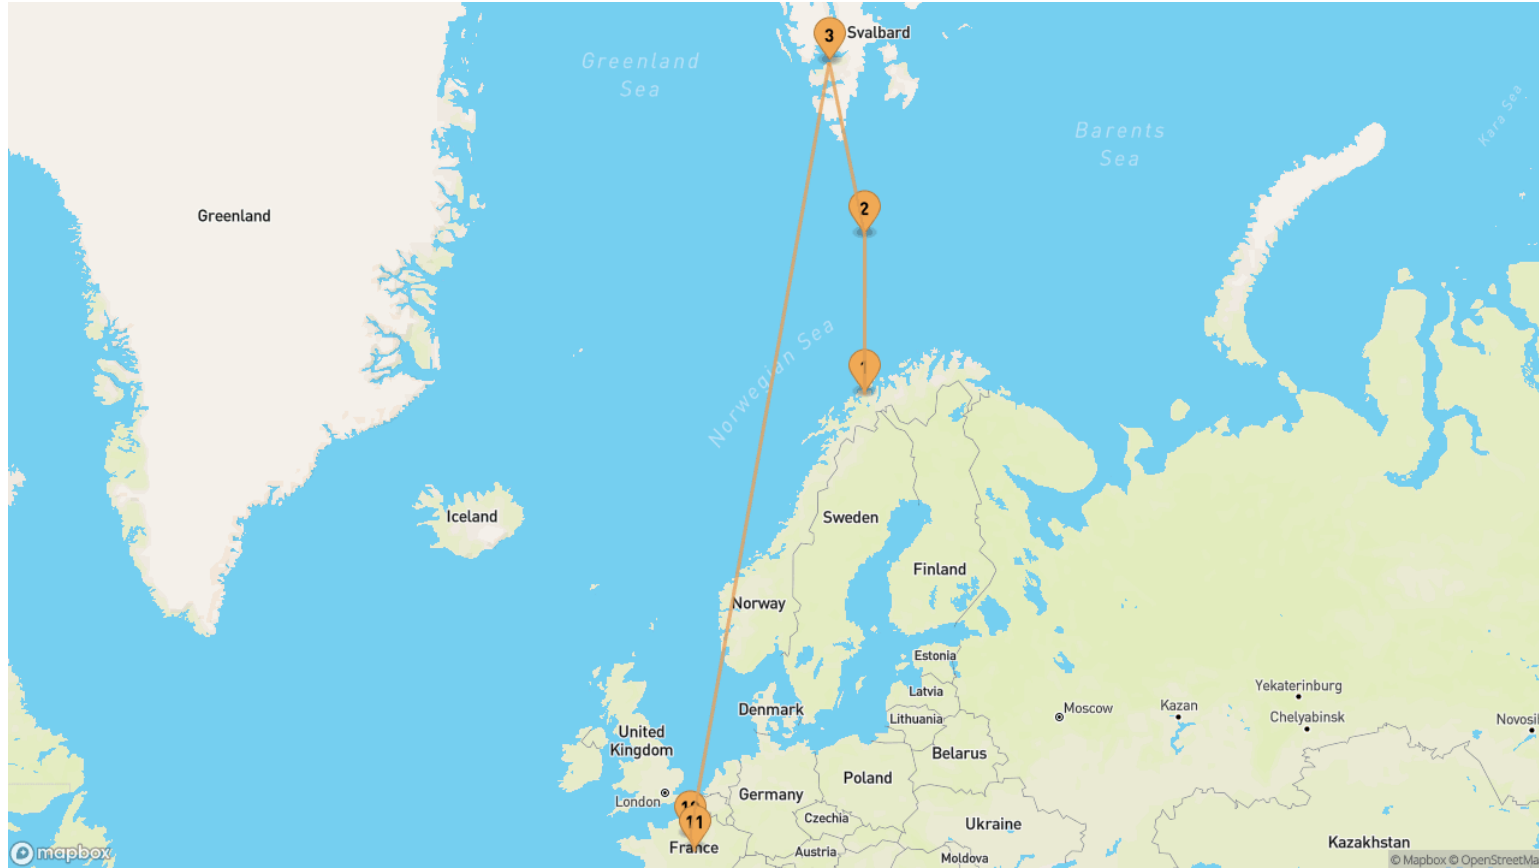 3
Svalbard
Greenland
Sea
Barents
Sea
Kara Sea
2
Greenland
Norwegian Sea
Iceland
Sweden
Finland
Norway
Estonia
Latvia
Lithuania
Denmark
Moscow
Kazan
Yekaterinburg
Chelyabinsk
Novosi
United
Kingdom
Belarus
Poland
London
Germany
11
Czechia
Ukraine
France
Austria
Moldova
Kazakhstan
mapbox
© Mapbox © OpenStreetMa